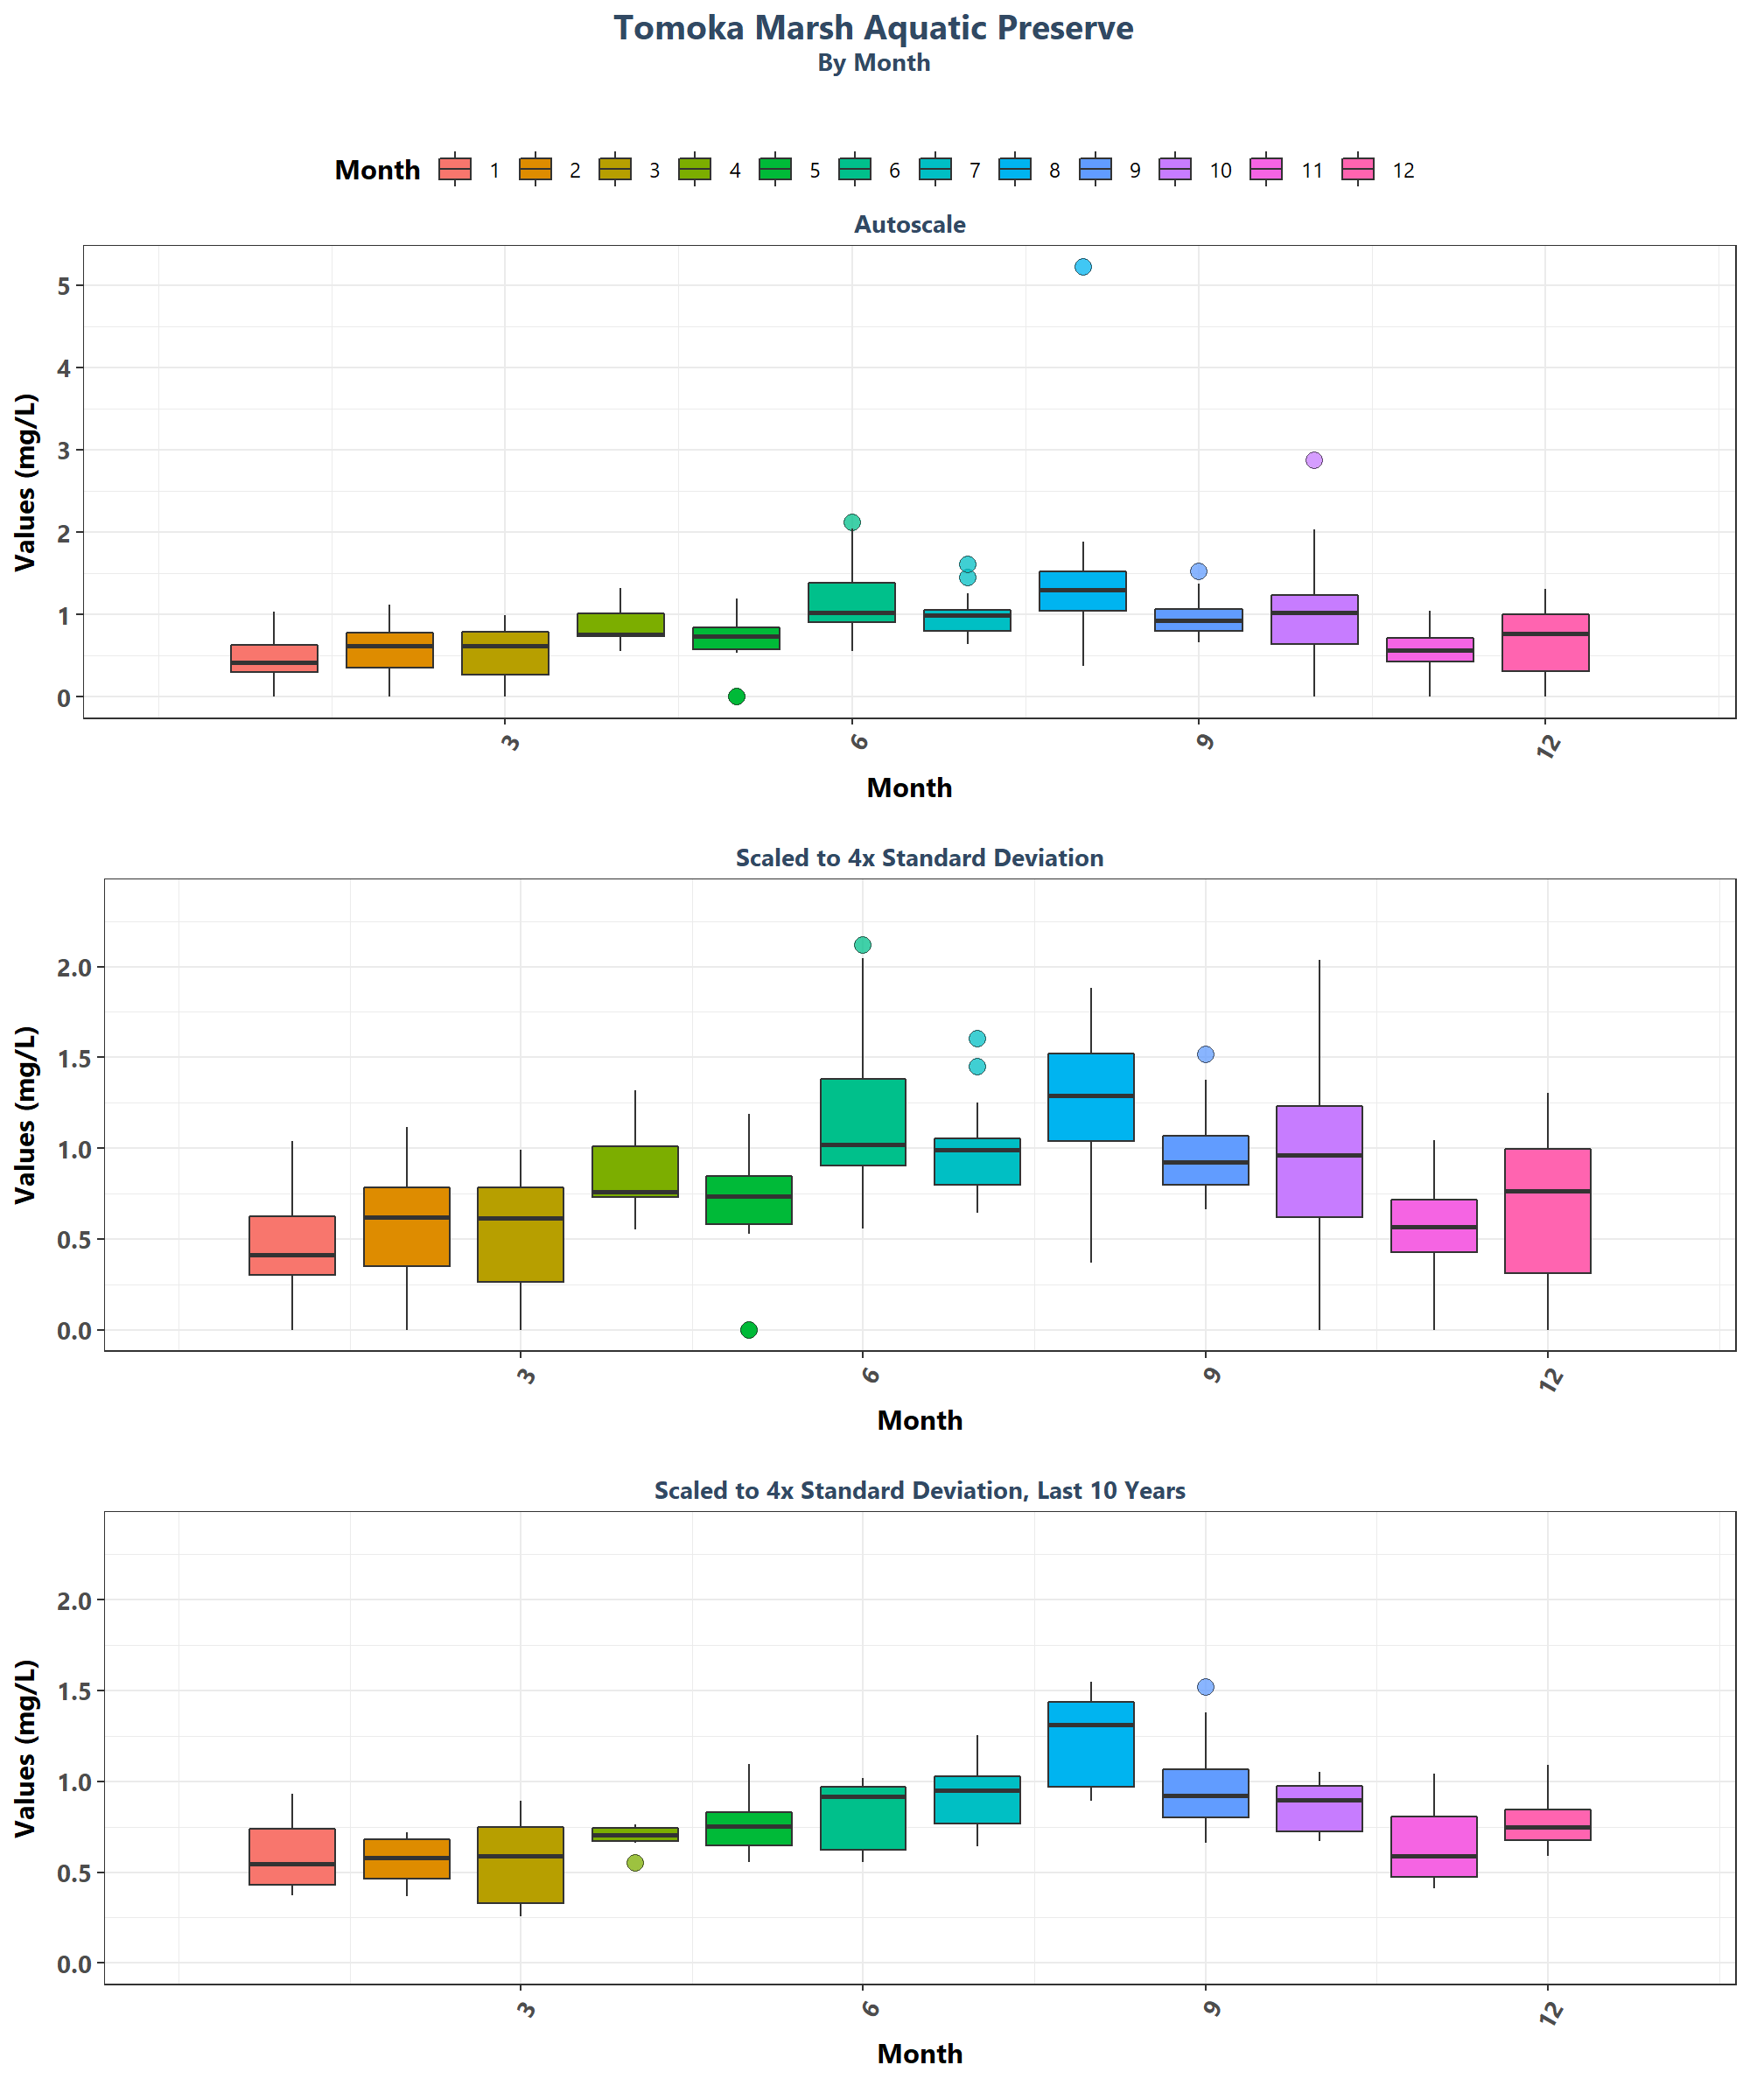 Tomoka Marsh Aquatic Preserve
By Month
Month 1 2 3 4 5 6 7 8 9 10 11 12
Autoscale
Values (mg/L)
5
4
3
2
1
0
3 6 9 12
Month
Scaled to 4x Standard Deviation
Values (mg/L)
2.0
1.5
1.0
0.5
0.0
3 6 9 12
Month
Scaled to 4x Standard Deviation, Last 10 Years
Values (mg/L)
2.0
1.5
1.0
0.5
0.0
3 6 9 12
Month